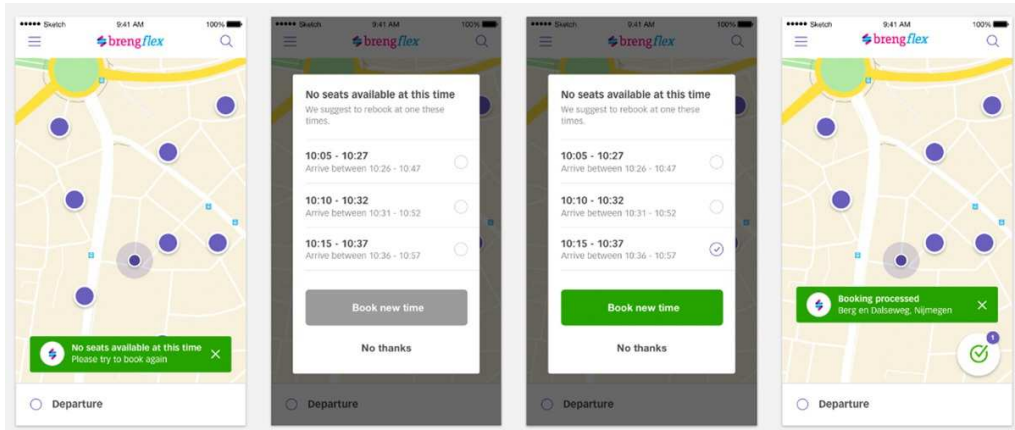 Sketch
9:41 AM
100%
brengflex
No seats available at this time
Please try to book again
Departure
Sketch
9:41 AM
100%
brengflex
No seats available at this time
We suggest to rebook at one these
times.
10:05 - 10:27
Arrive between 10:26 - 10:47
10:10 - 10:32
Arrive between 10:31 - 10:52
10:15 - 10:37
Arrive between 10:36 - 10:57
Book new time
No thanks
Departure
Sketch
9:41 AM
100%
brengflex
No seats available at this time
We suggest to rebook at one these
times.
10:05 - 10:27
Arrive between 10:26 - 10:47
10:10 - 10:32
Arrive between 10:31 - 10:52
10:15 - 10:37
Arrive between 10:36 - 10:57
Book new time
No thanks
Departure
Sketch
9:41 AM
100%
brengflex
Booking processed
Berg en Dalseweg, Nijmegen
1
Departure